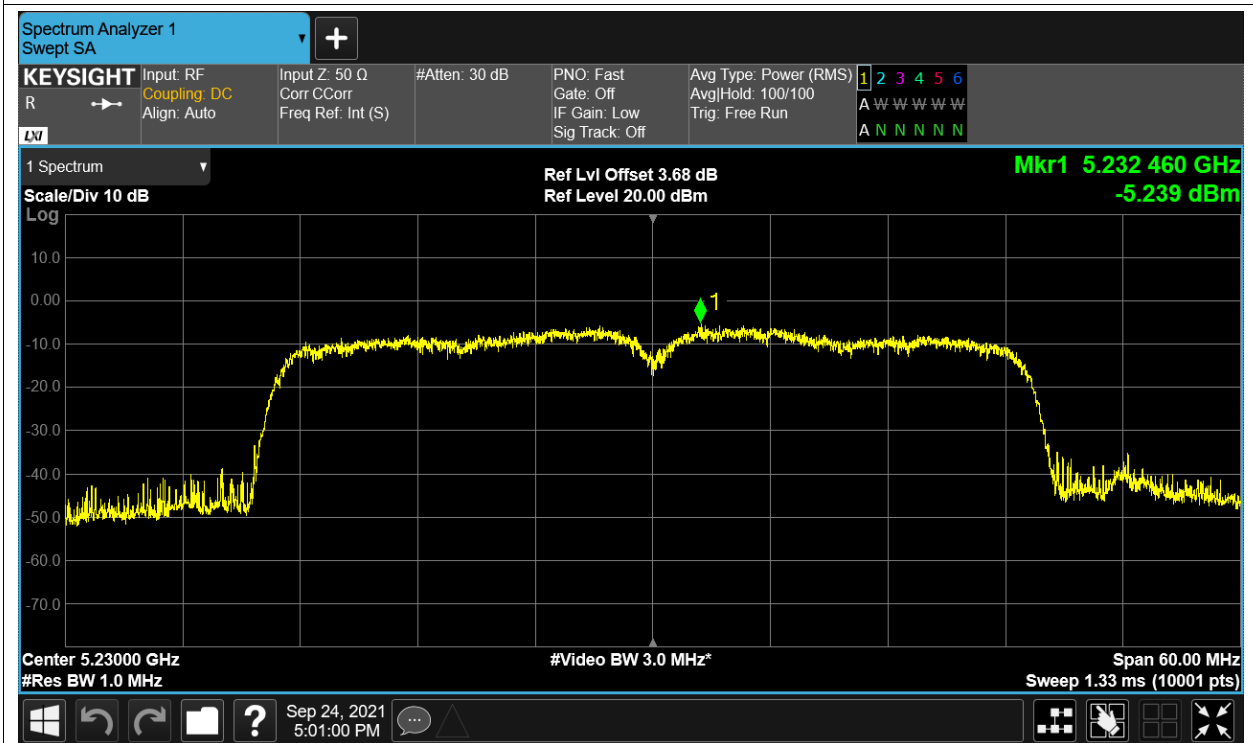 Spectrum Analyzer 1
Swept SA
KEYSIGHT
R
LXI
Input: RF
Coupling: DC
Align: Auto
Input Z: 50 Ω
Corr CCorr
Freq Ref: Int (S)
#Atten: 30 dB
PNO: Fast
Gate: Off
IF Gain: Low
Sig Track: Off
Avg Type: Power (RMS)
Avg|Hold: 100/100
Trig: Free Run
1 2 3 4 5 6
A W W W W W
A N N N N N
1 Spectrum
Scale/Div 10 dB
Ref Lvl Offset 3.68 dB
Ref Level 20.00 dBm
Mkr1 5.232 460 GHz
-5.239 dBm
Log
10.0
0.00
-10.0
-20.0
-30.0
-40.0
-50.0
-60.0
-70.0
1
Center 5.23000 GHz
#Res BW 1.0 MHz
#Video BW 3.0 MHz*
Span 60.00 MHz
Sweep 1.33 ms (10001 pts)
?
Sep 24, 2021
5:01:00 PM